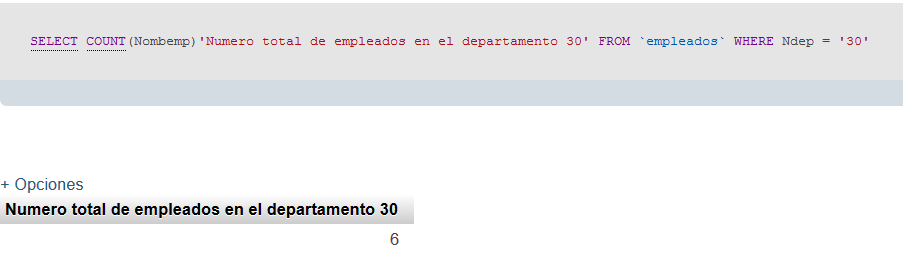 SELECT COUNT(Nombemp)'Numero total de empleados en el departamento 30' FROM `empleados` WHERE Ndep = '30'
+ Opciones
Numero total de empleados en el departamento 30
6